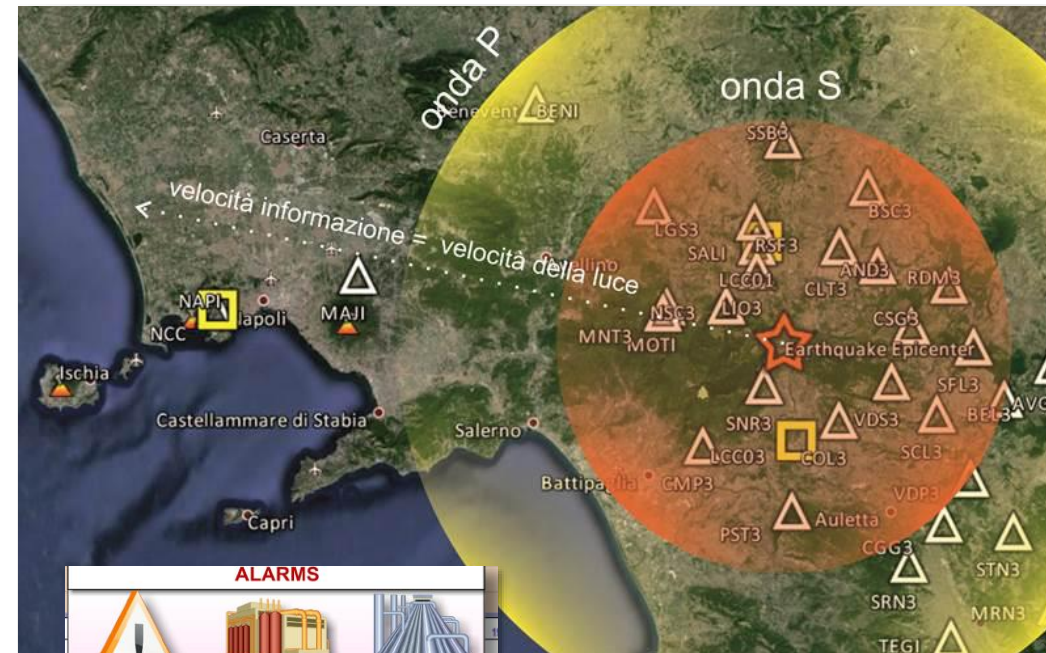 onda P
onda S
BENI
Caserta
SSB3
velocità informazione = velocità della luce
LGS3
BSC3
SALI
RSF3
LCC01
AND3
CLT3
RDM3
NAPI
Napoli
MAJI
NCC
NSC3
LIO3
MNT3
MOTI
CSG3
Earthquake Epicenter
Ischia
SFL3
Castellammare di Stabia
Salerno
SNR3
VDS3
BEL3
AVG
SCL3
LCC03
COL3
Battipaglia
CMP3
VDP3
Capri
PST3
Auletta
CGG3
STN3
ALARMS
SRN3
MRN3
TEGI